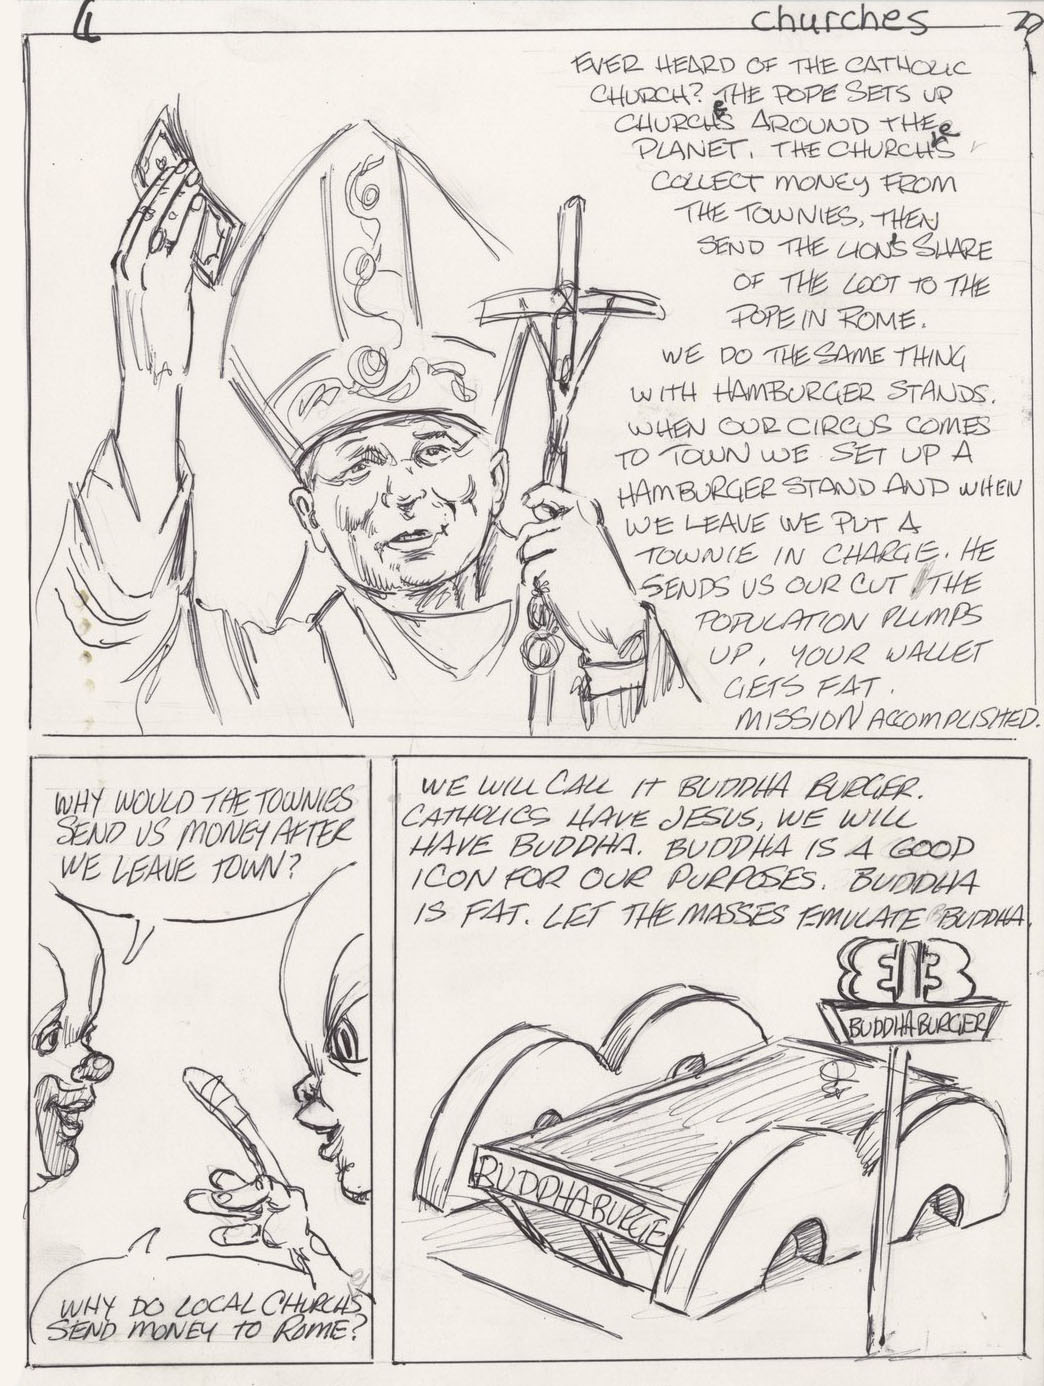 churches
EVER HEARD OF THE CATHOLIC
CHURCH? THE POPE SETS UP
CHURCHeS AROUND THE
PLANET. THE CHURCHeS
COLLECT MONEY FROM
THE TOWNIES, THEN
SEND THE LION'S SHARE
OF THE LOOT TO THE
POPE IN ROME.
WE DO THE SAME THING
WITH HAMBURGER STANDS.
WHEN OUR CIRCUS COMES
TO TOWN WE SET UP A
HAMBURGER STAND AND WHEN
WE LEAVE WE PUT A
TOWNIE IN CHARGE. HE
SENDS US OUR CUT. THE
POPULATION PLUMPS
UP, YOUR WALLET
GETS FAT.
MISSION ACCOMPLISHED.
WHY WOULD THE TOWNIES
SEND US MONEY AFTER
WE LEAVE TOWN?
WHY DO LOCAL CHURCHS
SEND MONEY TO ROME?
WE WILL CALL IT BUDDHA BURGER.
CATHOLICS HAVE JESUS, WE WILL
HAVE BUDDHA. BUDDHA IS A GOOD
ICON FOR OUR PURPOSES. BUDDHA
IS FAT. LET THE MASSES EMULATE BUDDHA.
BB
BUDDHABURGER
BUDDHABURGE